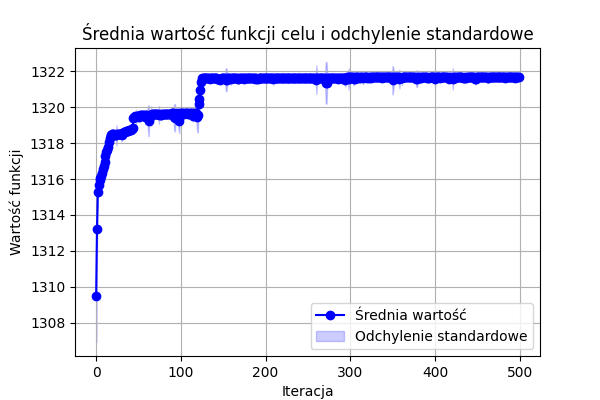 Średnia wartość funkcji celu i odchylenie standardowe
Wartość funkcji
1322
1320
1318
1316
1314
1312
1310
1308
0 100 200 300 400 500
Iteracja
Średnia wartość
Odchylenie standardowe